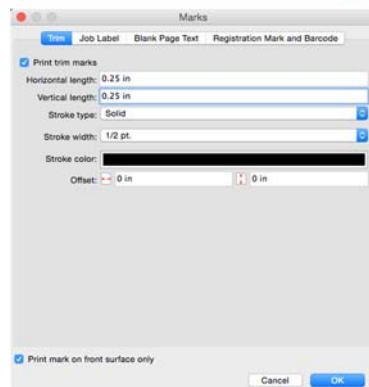 Marks
Trim Job Label Blank Page Text Registration Mark and Barcode
Print trim marks
Horizontal length: 0.25 in
Vertical length: 0.25 in
Stroke type: Solid
Stroke width: 1/2 pt.
Stroke color:
Offset: 0 in 0 in
Print mark on front surface only
Cancel OK